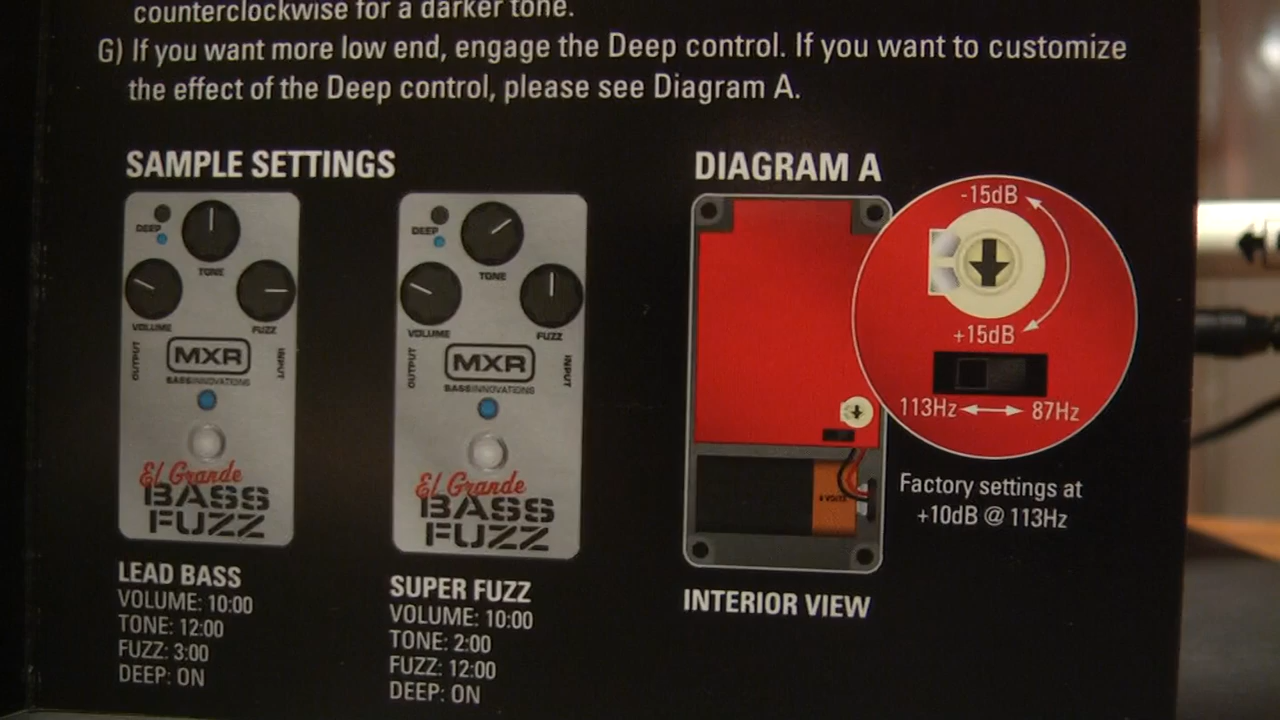 counterclockwise for a darker tone.
G) If you want more low end, engage the Deep control. If you want to customize
the effect of the Deep control, please see Diagram A.
SAMPLE SETTINGS
DEEP
TONE
VOLUME
FUZZ
OUTPUT
INPUT
MXR
BASSINNOVATIONS
El Grande
BASS
FUZZ
LEAD BASS
VOLUME: 10:00
TONE: 12:00
FUZZ: 3:00
DEEP: ON
DEEP
TONE
VOLUME
FUZZ
OUTPUT
INPUT
MXR
BASSINNOVATIONS
El Grande
BASS
FUZZ
SUPER FUZZ
VOLUME: 10:00
TONE: 2:00
FUZZ: 12:00
DEEP: ON
DIAGRAM A
-15dB
+15dB
113Hz 87Hz
9 VOLTS
Factory settings at
+10dB @ 113Hz
INTERIOR VIEW